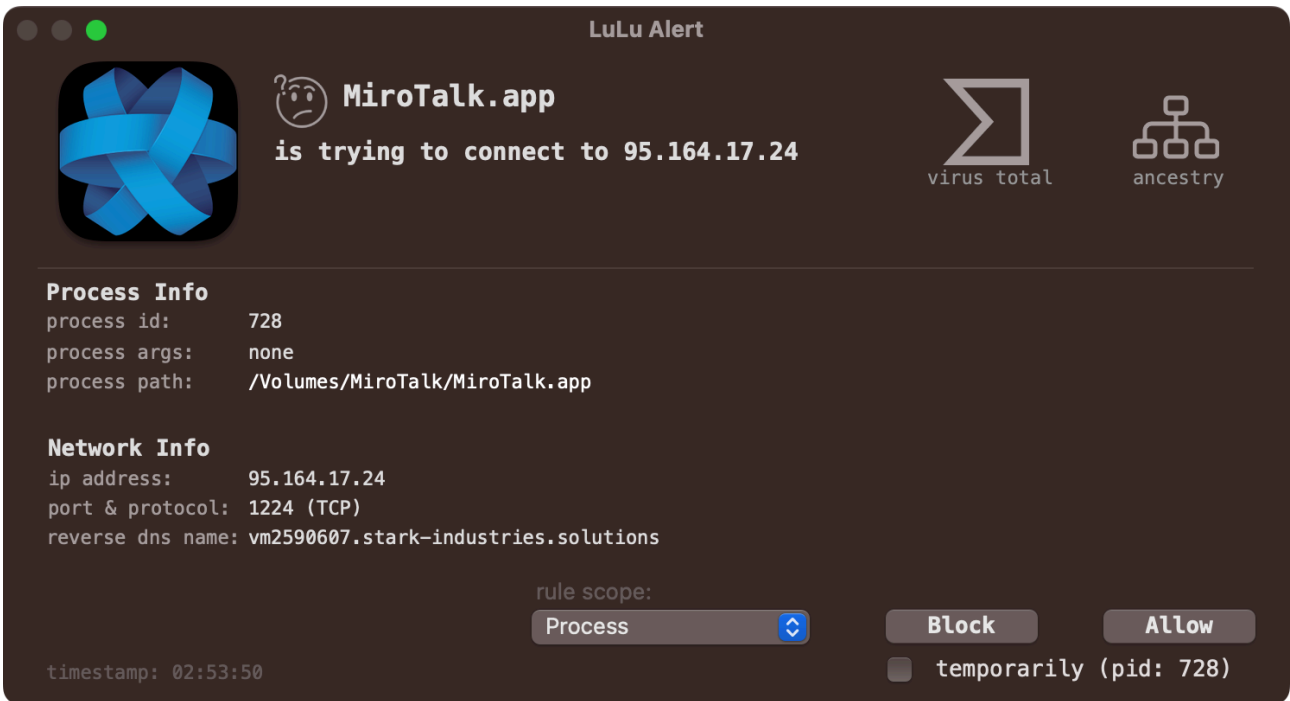 LuLu Alert
MiroTalk.app
is trying to connect to 95.164.17.24
virus total
ancestry
Process Info
process id: 728
process args: none
process path: /Volumes/MiroTalk/MiroTalk.app
Network Info
ip address: 95.164.17.24
port & protocol: 1224 (TCP)
reverse dns name: vm2590607.stark-industries.solutions
rule scope:
Process
Block
Allow
timestamp: 02:53:50
temporarily (pid: 728)